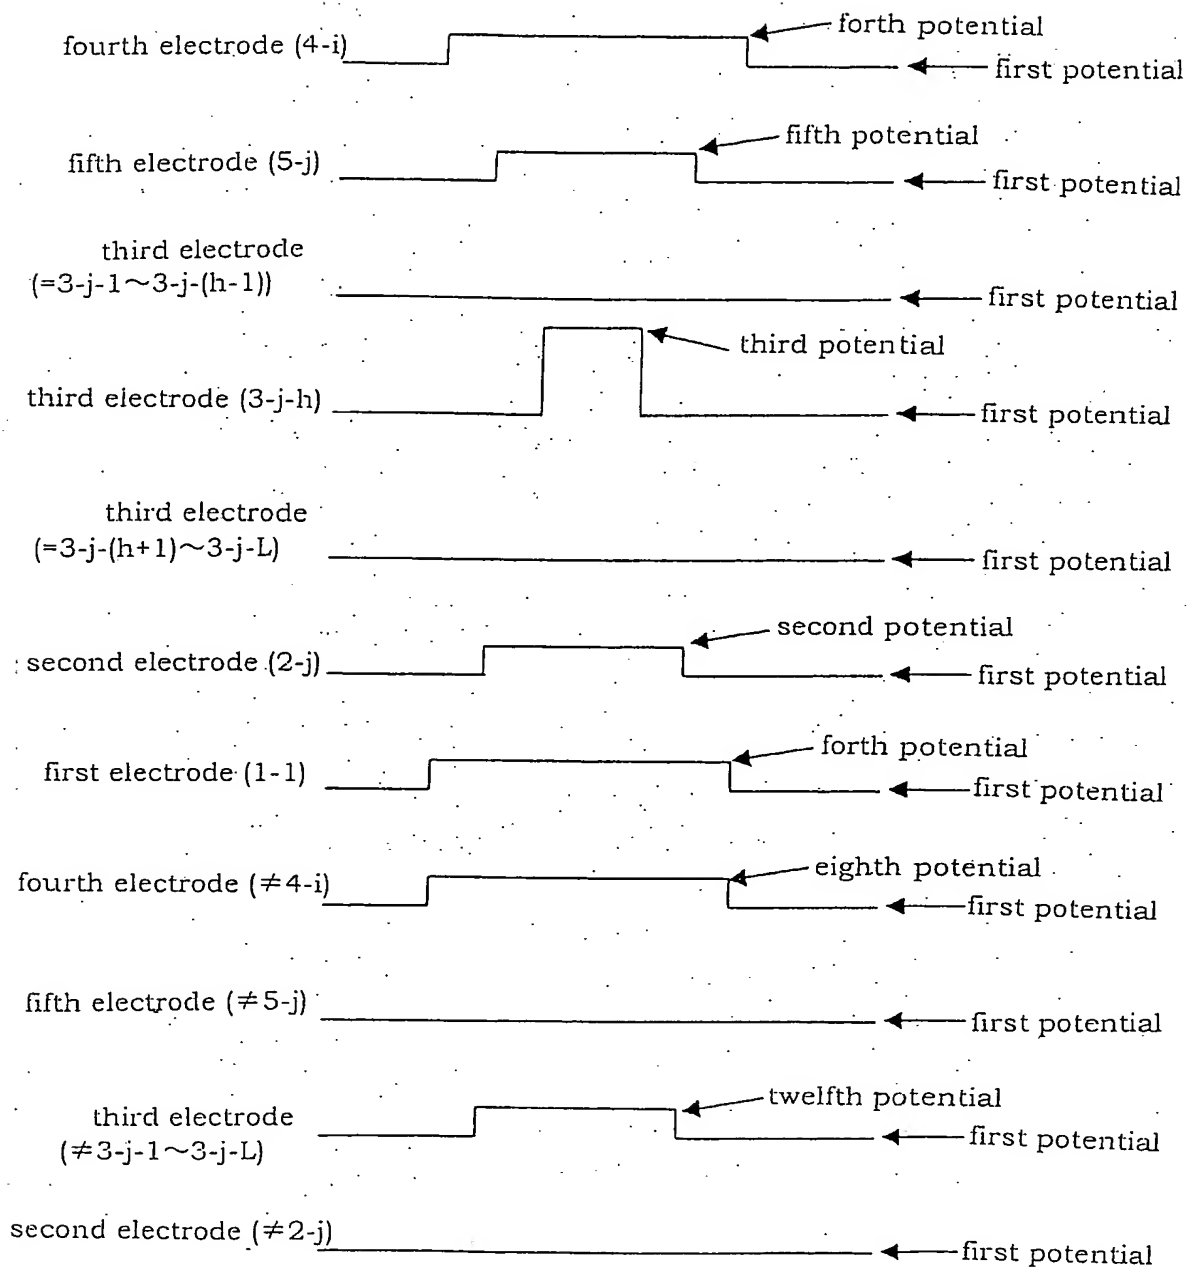 forth potential
fourth electrode (4-i)
first potential
fifth potential
fifth electrode (5-j)
first potential
third electrode
(=3-j-1～3-j-(h-1))
first potential
third potential
third electrode (3-j-h)
first potential
third electrode
(=3-j-(h+1)～3-j-L)
first potential
second potential
second electrode (2-j)
first potential
forth potential
first electrode (1-1)
first potential
eighth potential
fourth electrode (≠4-i)
first potential
fifth electrode (≠5-j)
first potential
twelfth potential
third electrode
(≠3-j-1～3-j-L)
first potential
second electrode (≠2-j)
first potential